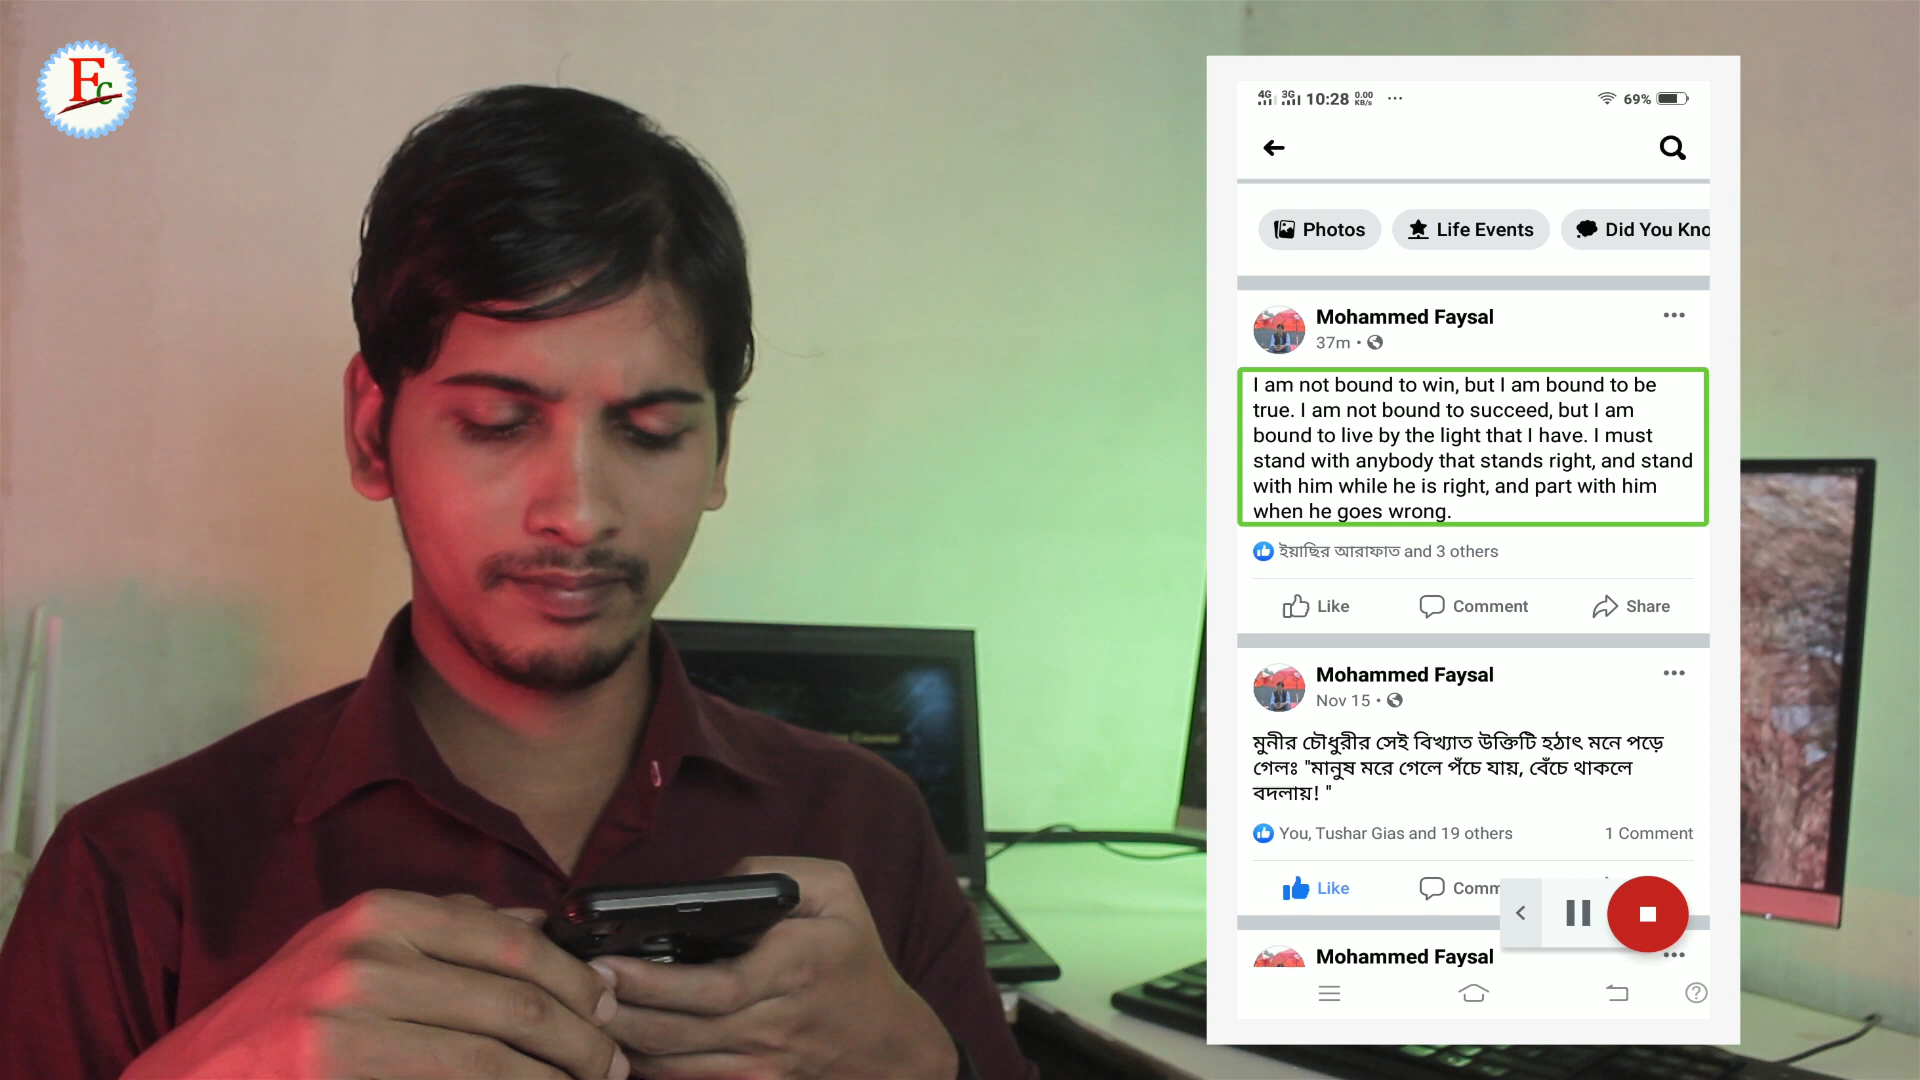 Fc
4G 3G 10:28 0.00 KB/s ...
69%
Photos Life Events Did You Kno
Mohammed Faysal
37m
I am not bound to win, but I am bound to be
true. I am not bound to succeed, but I am
bound to live by the light that I have. I must
stand with anybody that stands right, and stand
with him while he is right, and part with him
when he goes wrong.
ইয়াছির আরাফাত and 3 others
Like Comment Share
Mohammed Faysal
Nov 15
মুনীর চৌধুরীর সেই বিখ্যাত উক্তিটি হঠাৎ মনে পড়ে
গেলঃ "মানুষ মরে গেলে পঁচে যায়, বেঁচে থাকলে
বদলায়! "
You, Tushar Gias and 19 others 1 Comment
Like Comm
Mohammed Faysal